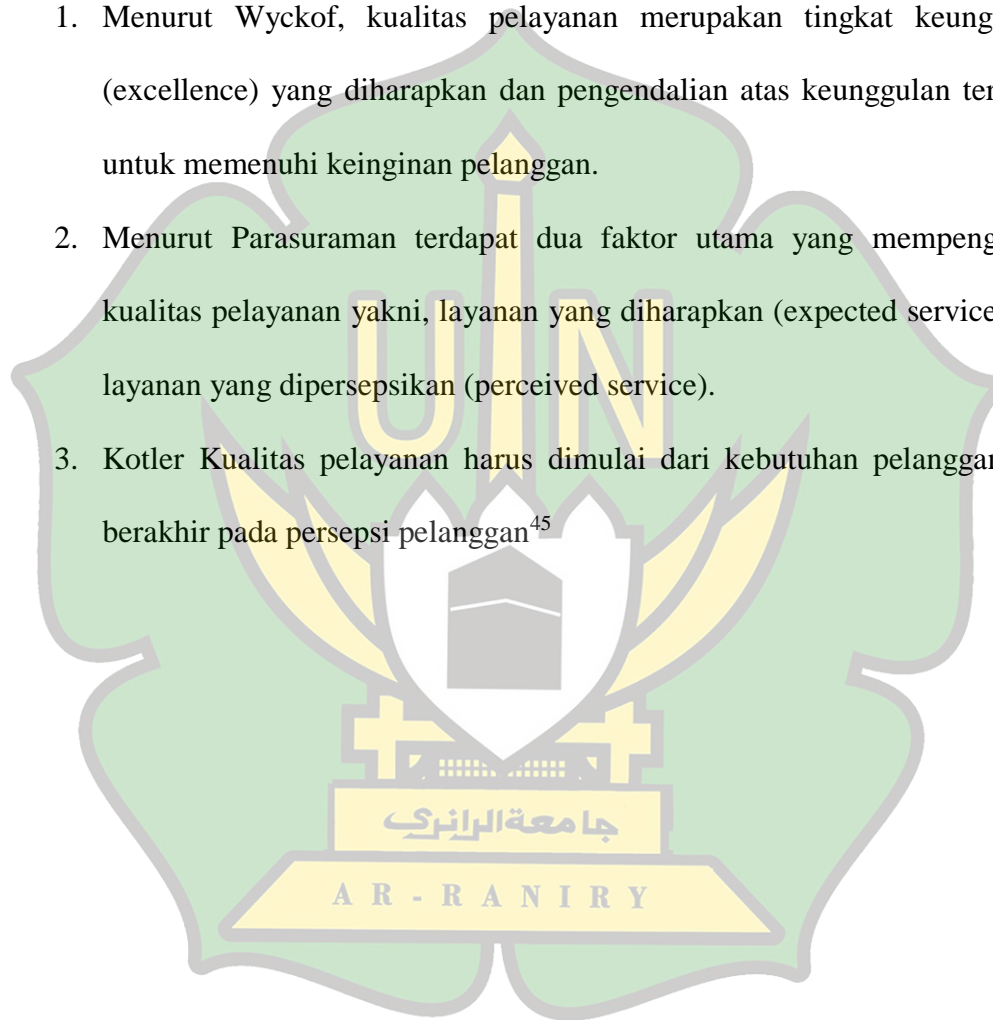 1. Menurut Wyckof, kualitas pelayanan merupakan tingkat keung
(excellence) yang diharapkan dan pengendalian atas keunggulan ter
untuk memenuhi keinginan pelanggan.
2. Menurut Parasuraman terdapat dua faktor utama yang mempeng
kualitas pelayanan yakni, layanan yang diharapkan (expected service
layanan yang dipersepsikan (perceived service).
3. Kotler Kualitas pelayanan harus dimulai dari kebutuhan pelanggan
berakhir pada persepsi pelanggan45
UIN
جامعة الرانري
AR-RANIRY